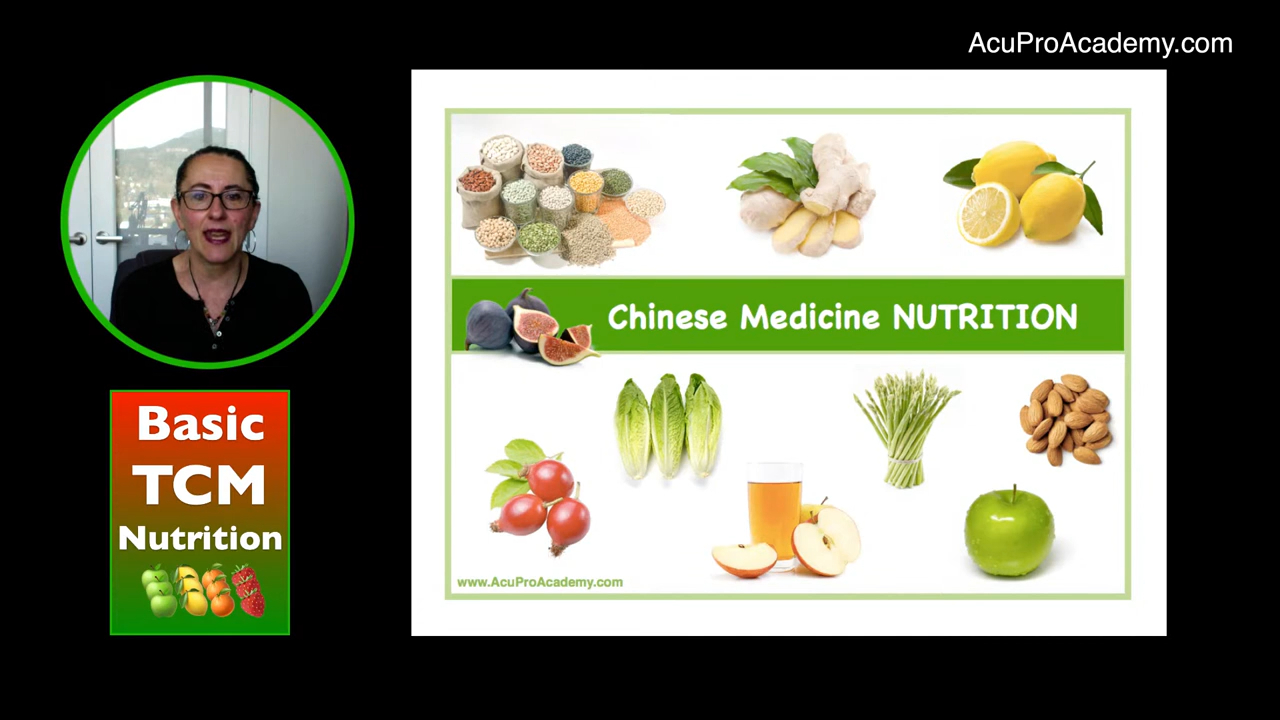 AcuProAcademy.com
Chinese Medicine NUTRITION
www.AcuProAcademy.com
Basic
TCM
Nutrition